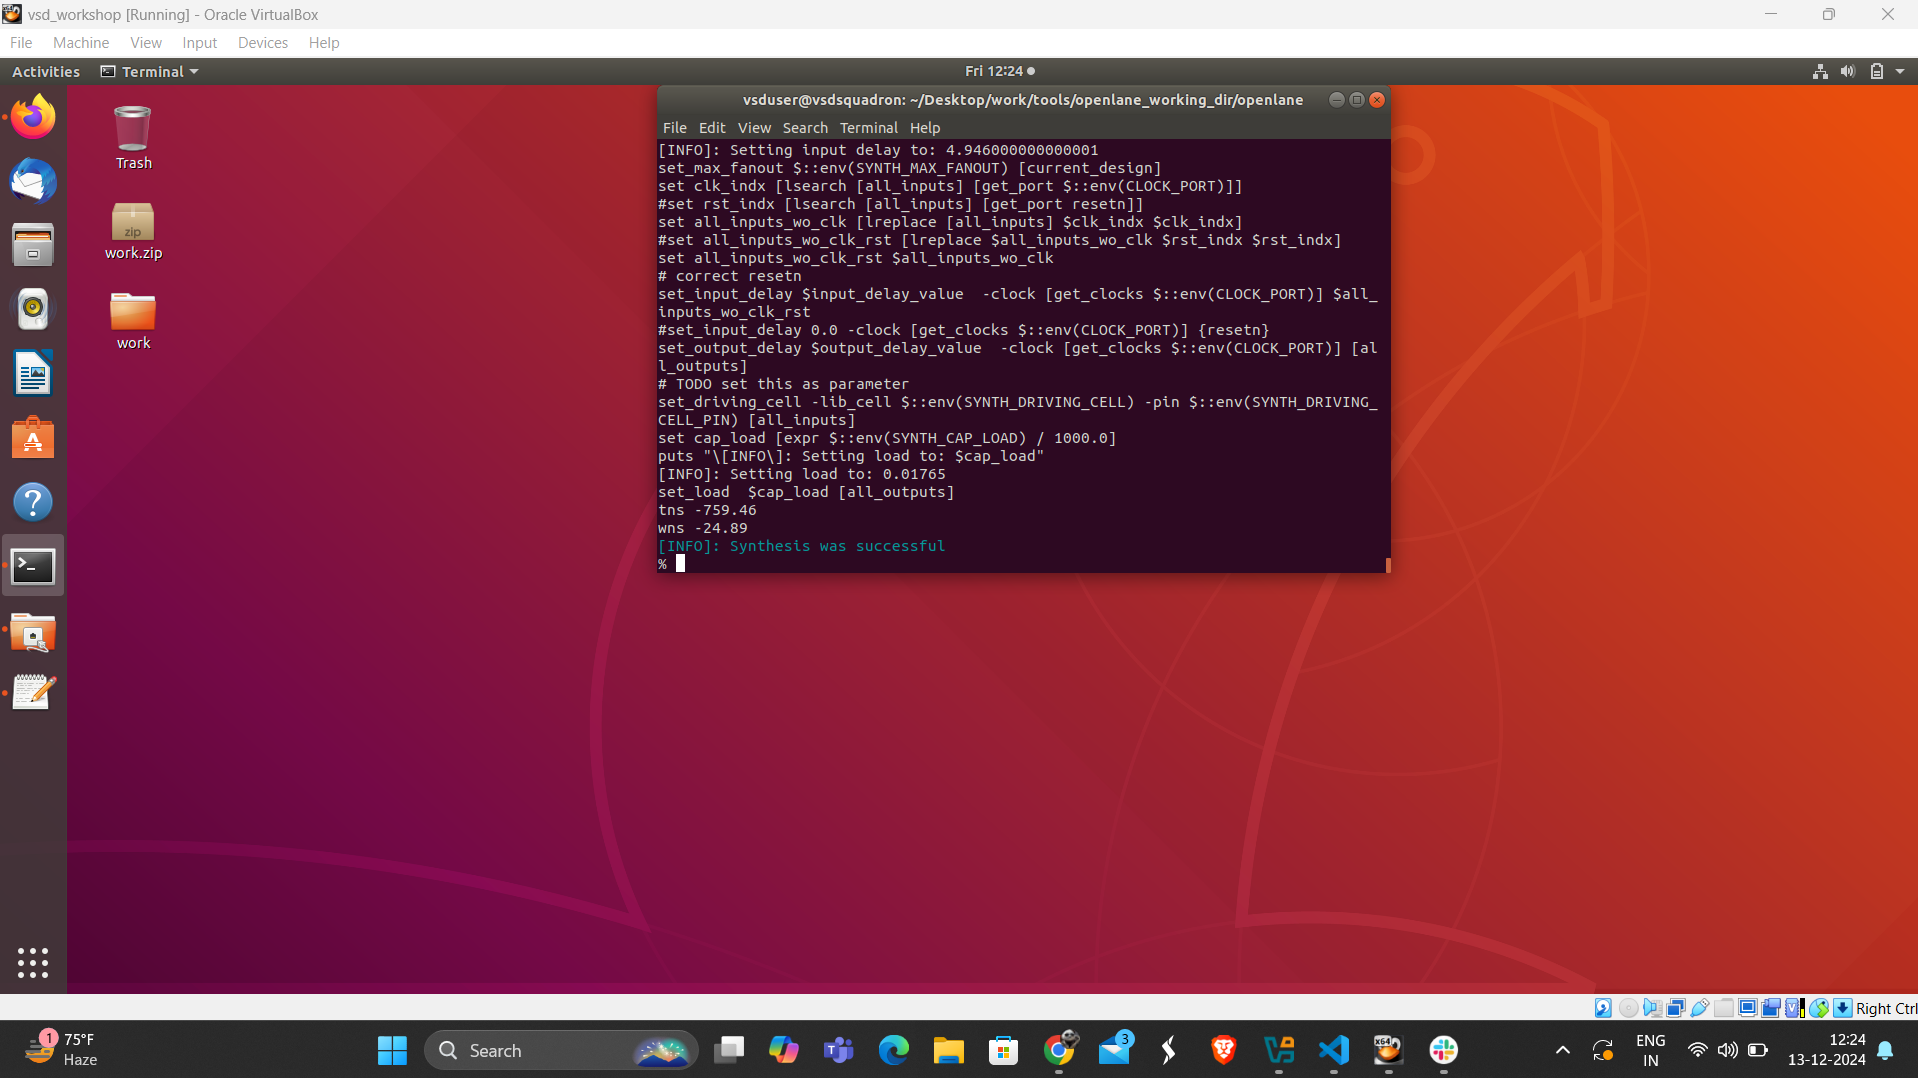 vsd_workshop [Running] - Oracle VirtualBox
File Machine View Input Devices Help
Activities Terminal Fri 12:24
Trash
zip
work.zip
work
vsduser@vsdsquadron: ~/Desktop/work/tools/openlane_working_dir/openlane
File Edit View Search Terminal Help
[INFO]: Setting input delay to: 4.946000000000001
set_max_fanout $::env(SYNTH_MAX_FANOUT) [current_design]
set clk_indx [lsearch [all_inputs] [get_port $::env(CLOCK_PORT)]]
#set rst_indx [lsearch [all_inputs] [get_port resetn]]
set all_inputs_wo_clk [lreplace [all_inputs] $clk_indx $clk_indx]
#set all_inputs_wo_clk_rst [lreplace $all_inputs_wo_clk $rst_indx $rst_indx]
set all_inputs_wo_clk_rst $all_inputs_wo_clk
# correct resetn
set_input_delay $input_delay_value  -clock [get_clocks $::env(CLOCK_PORT)] $all_
inputs_wo_clk_rst
#set_input_delay 0.0 -clock [get_clocks $::env(CLOCK_PORT)] {resetn}
set_output_delay $output_delay_value  -clock [get_clocks $::env(CLOCK_PORT)] [al
l_outputs]
# TODO set this as parameter
set_driving_cell -lib_cell $::env(SYNTH_DRIVING_CELL) -pin $::env(SYNTH_DRIVING_
CELL_PIN) [all_inputs]
set cap_load [expr $::env(SYNTH_CAP_LOAD) / 1000.0]
puts "\[INFO\]: Setting load to: $cap_load"
[INFO]: Setting load to: 0.01765
set_load  $cap_load [all_outputs]
tns -759.46
wns -24.89
[INFO]: Synthesis was successful
%
Right Ctrl
1
75°F
Haze
Search
3
x64
ENG
IN
12:24
13-12-2024